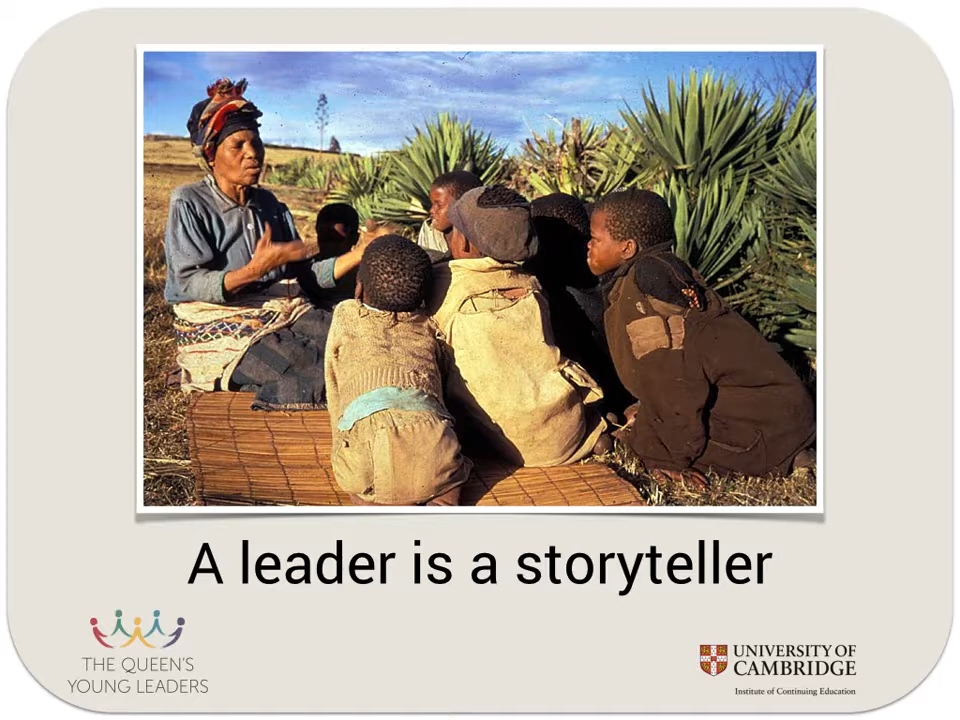 A leader is a storyteller
THE QUEEN'S
YOUNG LEADERS
UNIVERSITY OF
CAMBRIDGE
Institute of Continuing Education